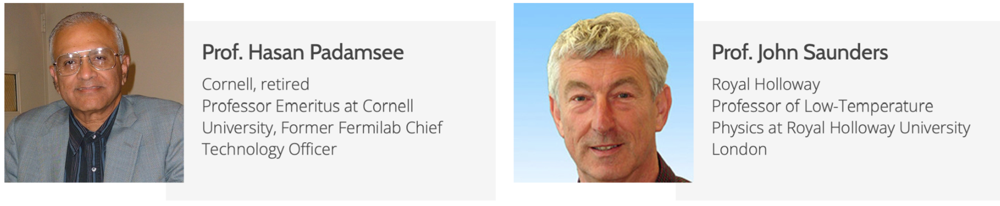 Prof. Hasan Padamsee
Cornell, retired
Professor Emeritus at Cornell
University, Former Fermilab Chief
Technology Officer
Prof. John Saunders
Royal Holloway
Professor of Low-Temperature
Physics at Royal Holloway University
London